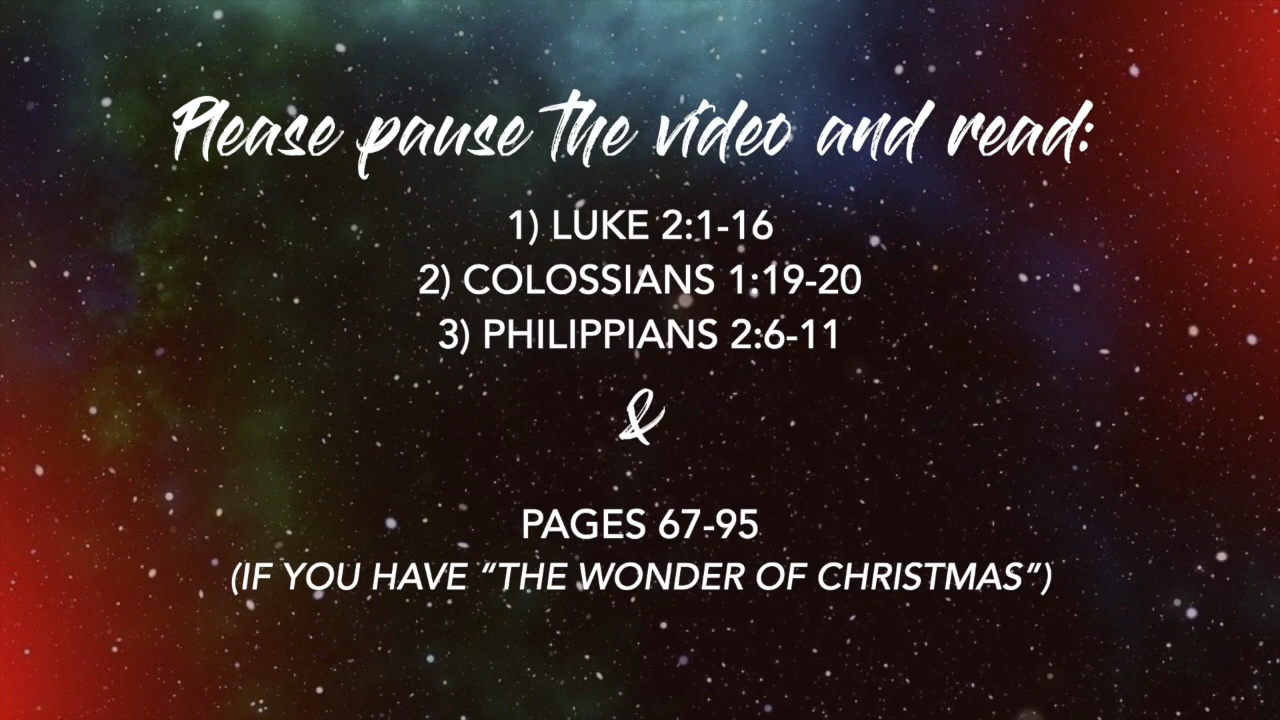 Please pause the video and read:
1) LUKE 2:1-16
2) COLOSSIANS 1:19-20
3) PHILIPPIANS 2:6-11
&
PAGES 67-95
(IF YOU HAVE “THE WONDER OF CHRISTMAS”)